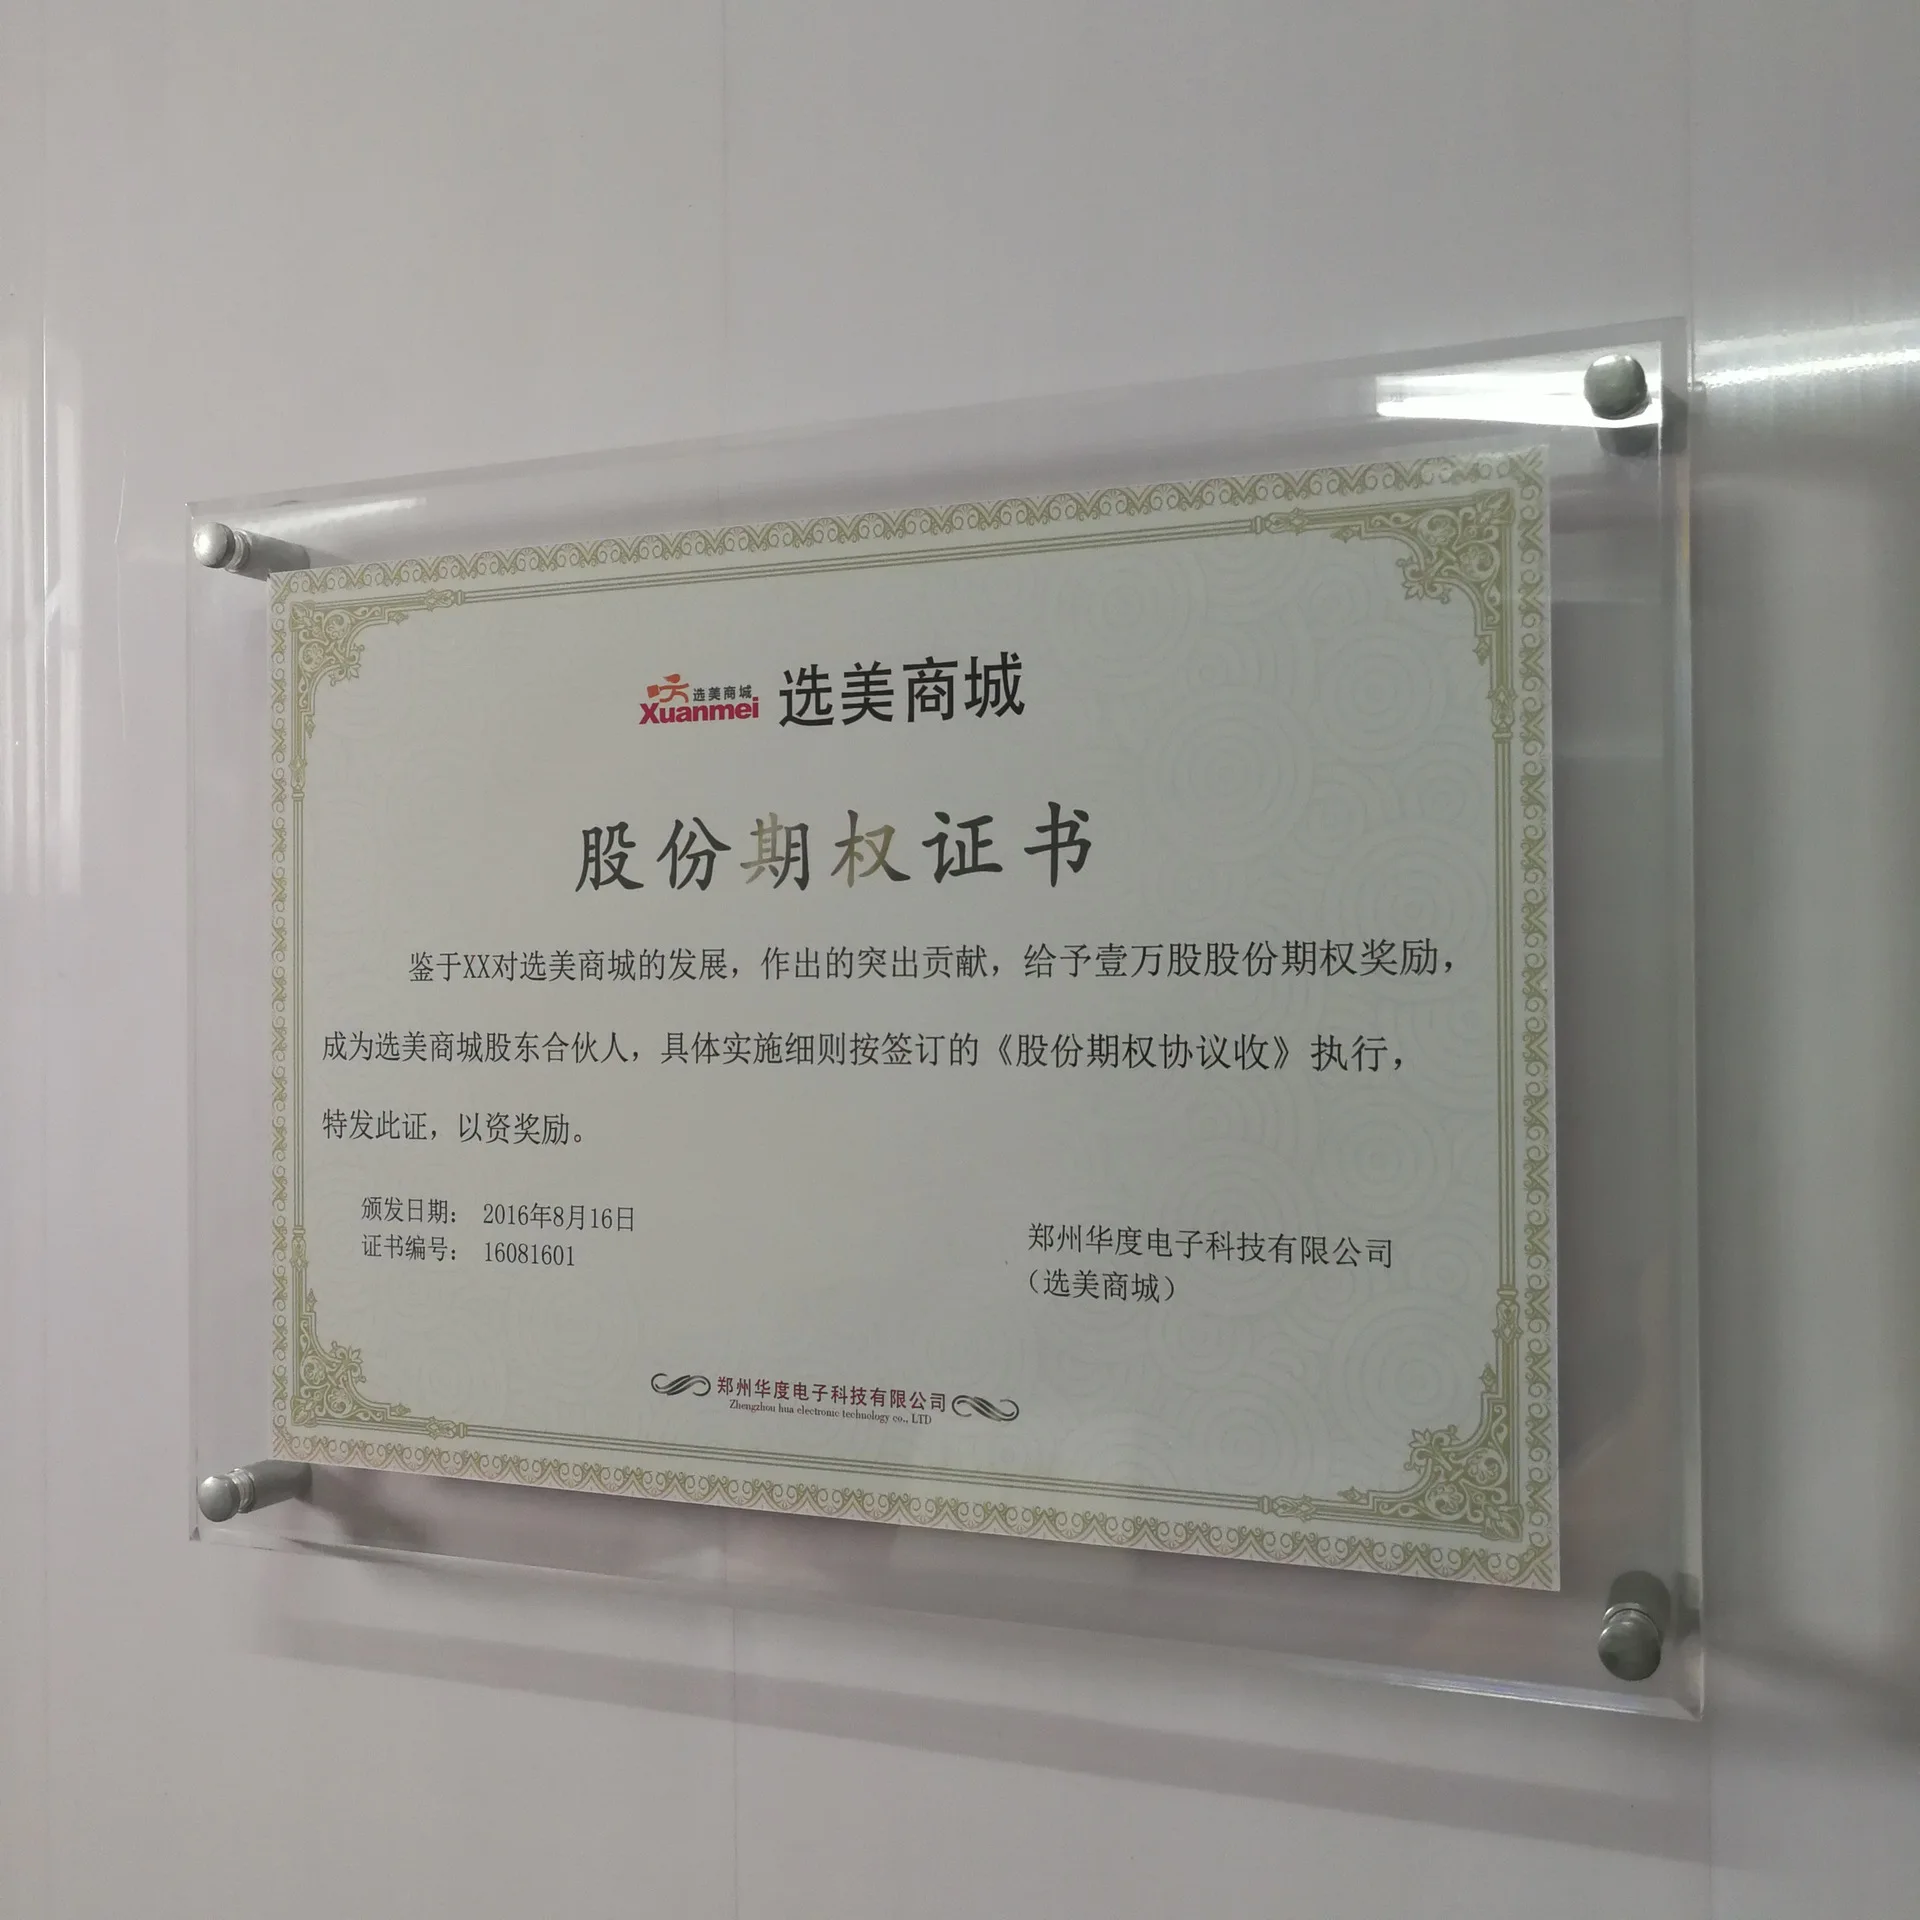 选美商城
Xuanmei
选美商城
股份期权证书
鉴于XX对选美商城的发展，作出的突出贡献，给予壹万股股份期权奖励，
成为选美商城股东合伙人，具体实施细则按签订的《股份期权协议收》执行，
特发此证，以资奖励。
颁发日期： 2016年8月16日
证书编号： 16081601
郑州华度电子科技有限公司
（选美商城）
郑州华度电子科技有限公司
Zhengzhou hua electronic technology co., LTD